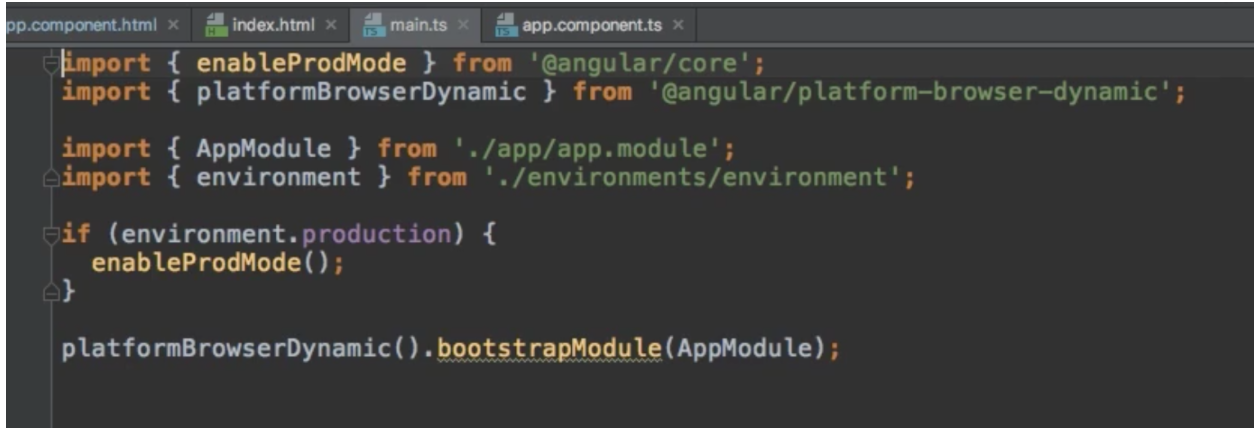 pp.component.html × index.html × main.ts × app.component.ts ×
import { enableProdMode } from '@angular/core';
import { platformBrowserDynamic } from '@angular/platform-browser-dynamic';
import { AppModule } from './app/app.module';
import { environment } from './environments/environment';
if (environment.production) {
  enableProdMode();
}
platformBrowserDynamic().bootstrapModule(AppModule);